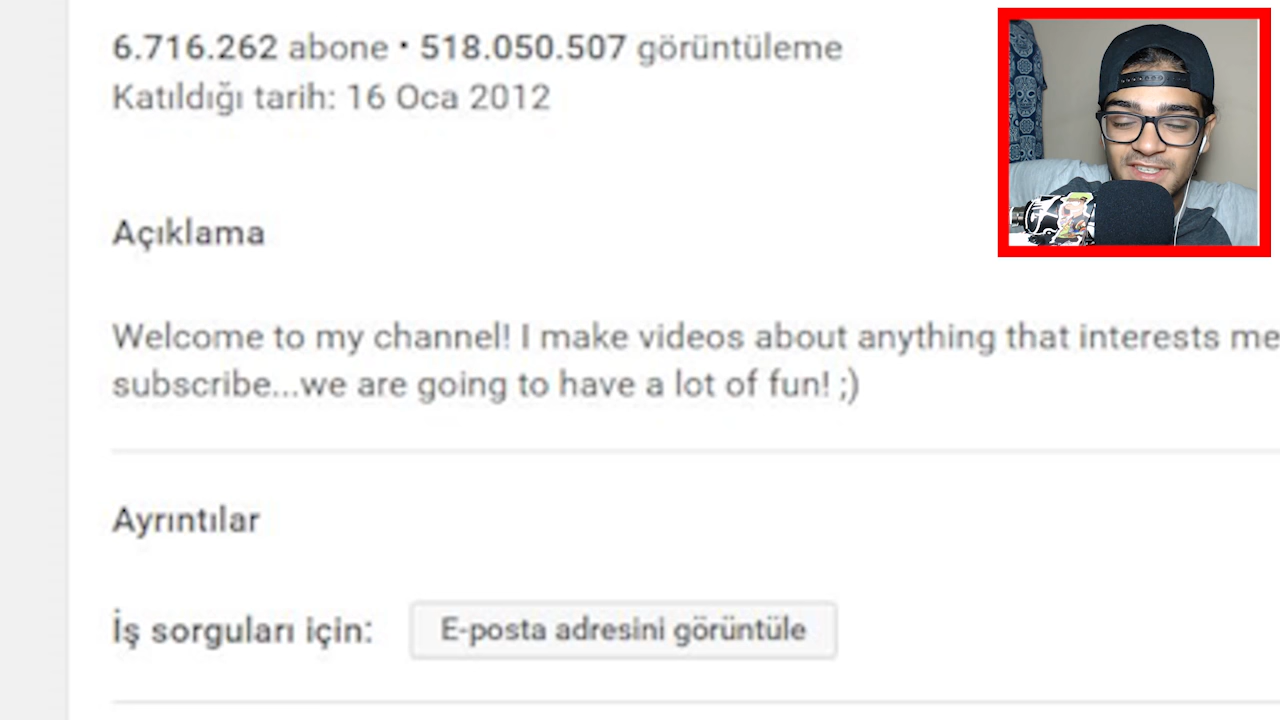 6.716.262 abone • 518.050.507 görüntüleme
Katıldığı tarih: 16 Oca 2012
Açıklama
Welcome to my channel! I make videos about anything that interests me
subscribe...we are going to have a lot of fun! ;)
Ayrıntılar
İş sorguları için:
E-posta adresini görüntüle